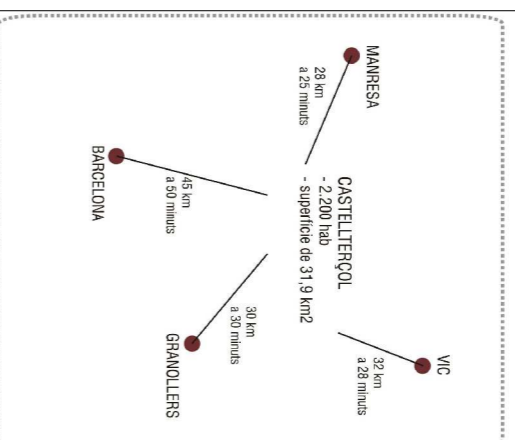 VIC
32 km
a 28 minuts
MANRESA
28 km
a 25 minuts
CASTELLTERÇOL
- 2.200 hab
- superfície de 31,9 km2
30 km
a 30 minuts
GRANOLLERS
45 km
a 50 minuts
BARCELONA